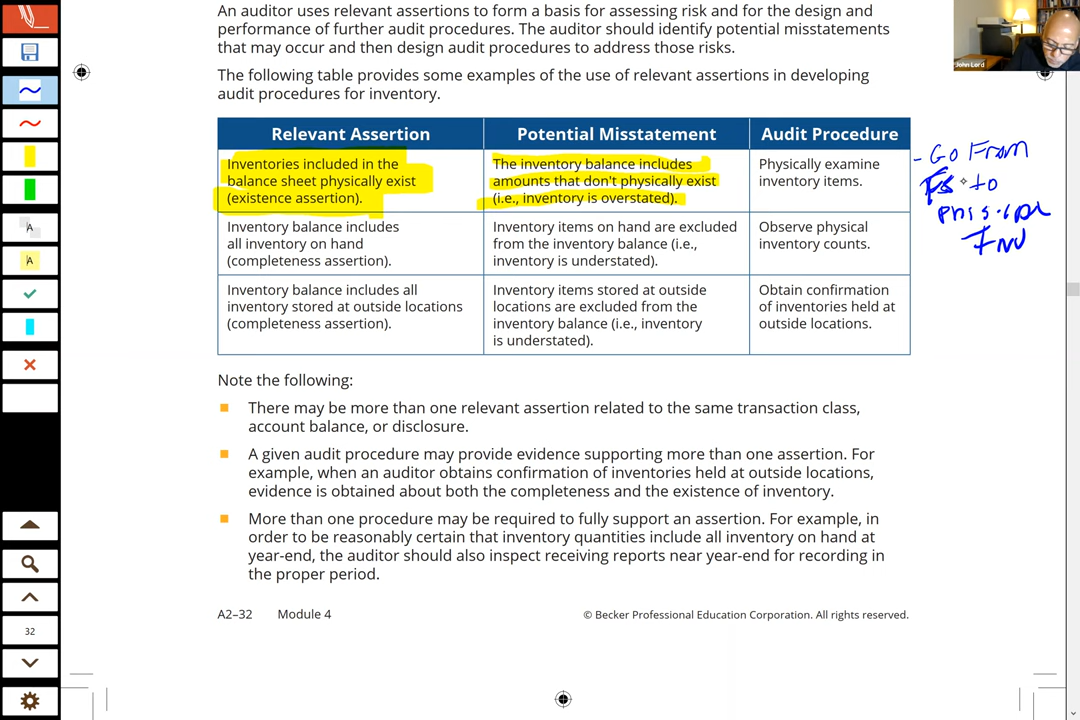 An auditor uses relevant assertions to form a basis for assessing risk and for the design and
performance of further audit procedures. The auditor should identify potential misstatements
that may occur and then design audit procedures to address those risks.
The following table provides some examples of the use of relevant assertions in developing
audit procedures for inventory.
John Lord
Relevant Assertion
Potential Misstatement
Audit Procedure
Inventories included in the
balance sheet physically exist
(existence assertion).
The inventory balance includes
amounts that don't physically exist
(i.e., inventory is overstated).
Physically examine
inventory items.
- Go From
FS to
Inv
Inventory balance includes
all inventory on hand
(completeness assertion).
Inventory items on hand are excluded
from the inventory balance (i.e.,
inventory is understated).
Observe physical
inventory counts.
Inventory balance includes all
inventory stored at outside locations
(completeness assertion).
Inventory items stored at outside
locations are excluded from the
inventory balance (i.e., inventory
is understated).
Obtain confirmation
of inventories held at
outside locations.
Note the following:
There may be more than one relevant assertion related to the same transaction class,
account balance, or disclosure.
A given audit procedure may provide evidence supporting more than one assertion. For
example, when an auditor obtains confirmation of inventories held at outside locations,
evidence is obtained about both the completeness and the existence of inventory.
More than one procedure may be required to fully support an assertion. For example, in
order to be reasonably certain that inventory quantities include all inventory on hand at
year-end, the auditor should also inspect receiving reports near year-end for recording in
the proper period.
A2–32 Module 4
© Becker Professional Education Corporation. All rights reserved.
A
A
32